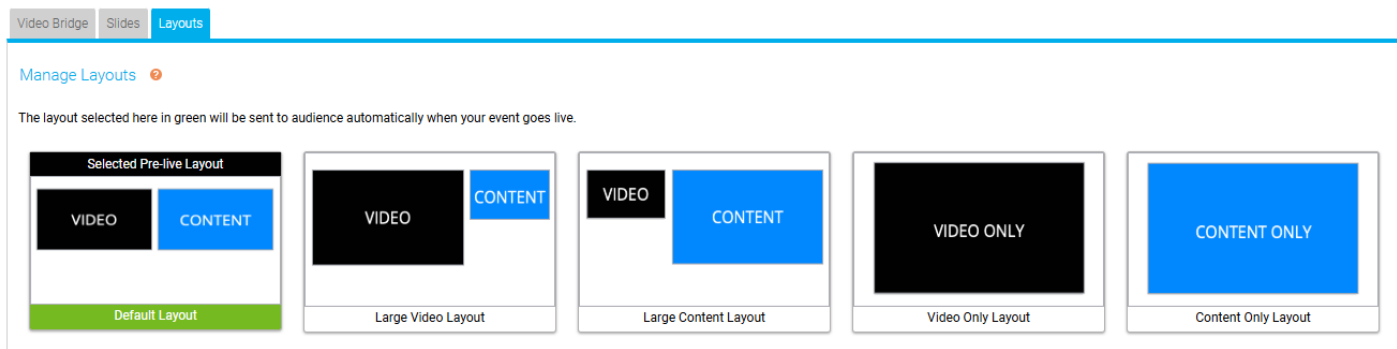 Video Bridge Slides Layouts
Manage Layouts ?
The layout selected here in green will be sent to audience automatically when your event goes live.
Selected Pre-live Layout
VIDEO CONTENT
Default Layout
VIDEO CONTENT
Large Video Layout
VIDEO CONTENT
Large Content Layout
VIDEO ONLY
Video Only Layout
CONTENT ONLY
Content Only Layout